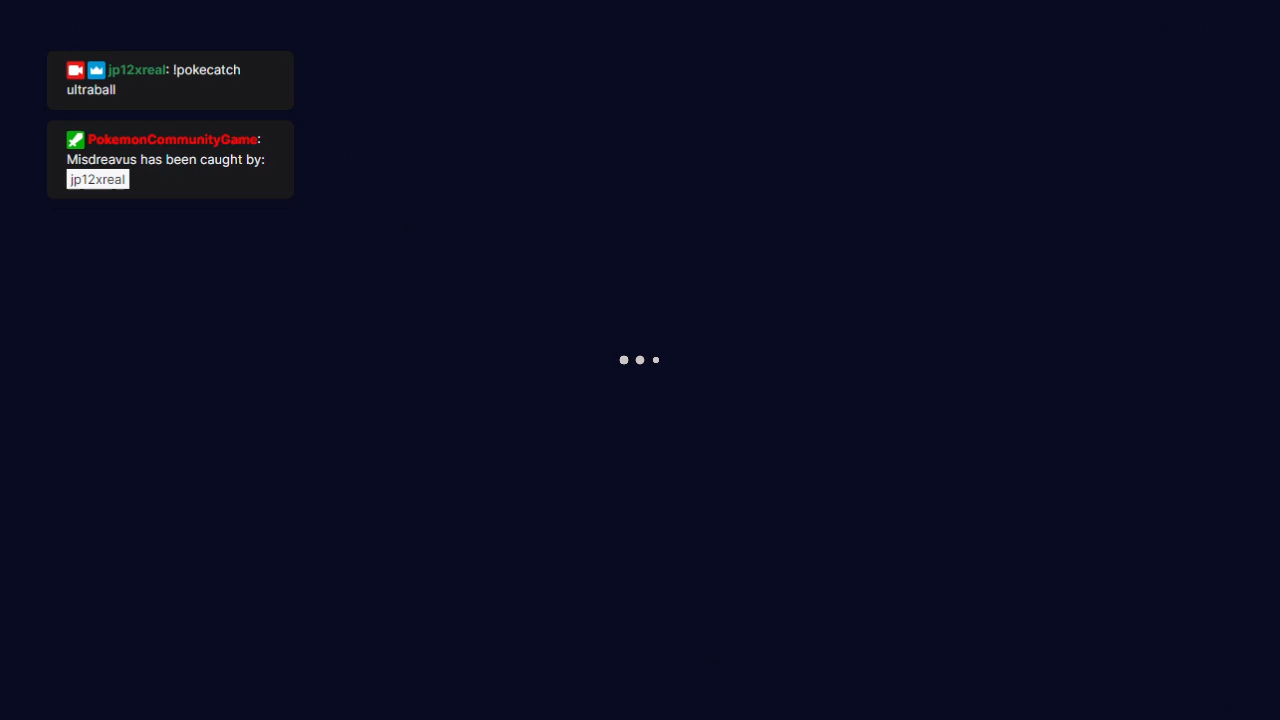 jp12xreal: !pokecatch
ultraball
PokemonCommunityGame:
Misdreavus has been caught by:
jp12xreal